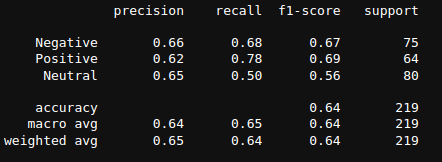 precision recall f1-score support
Negative 0.66 0.68 0.67 75
Positive 0.62 0.78 0.69 64
Neutral 0.65 0.50 0.56 80
accuracy 0.64 219
macro avg 0.64 0.65 0.64 219
weighted avg 0.65 0.64 0.64 219